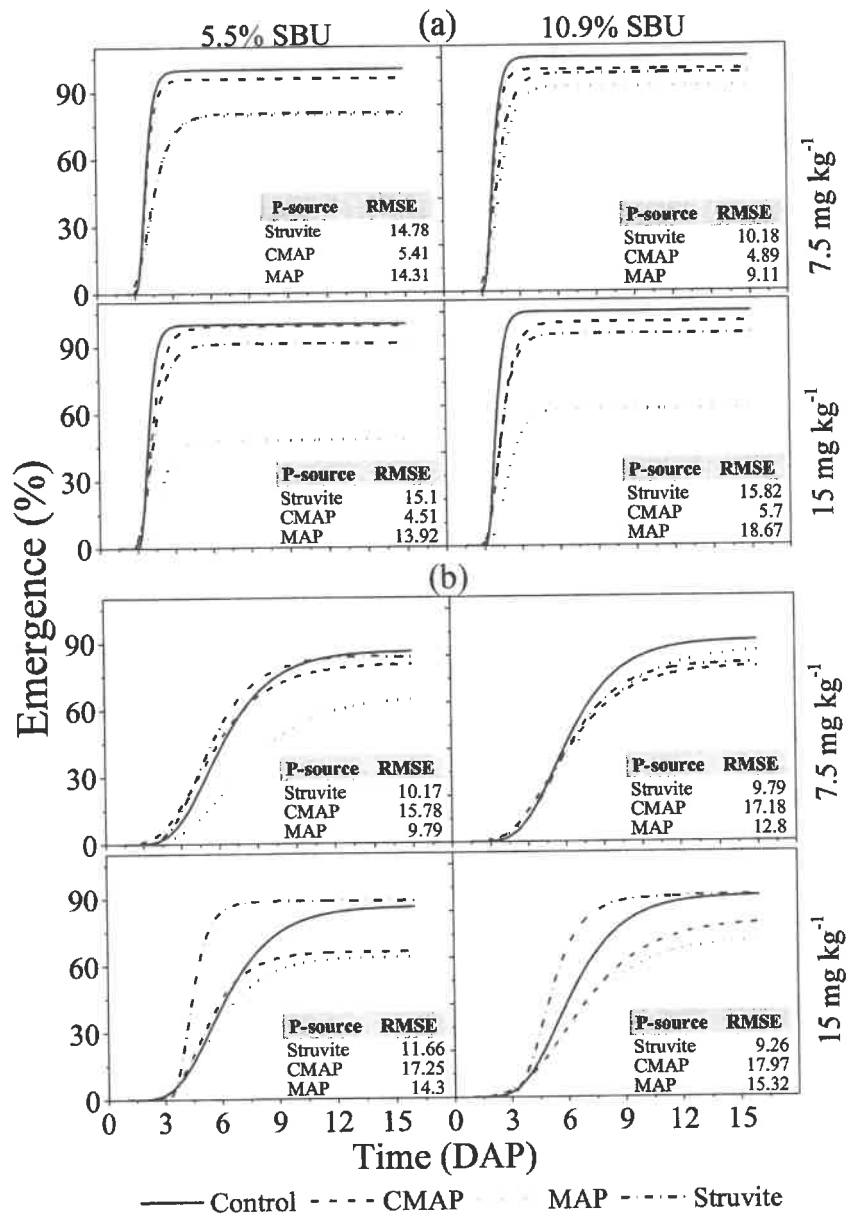 5.5% SBU (a) 10.9% SBU
90
60
30
0
P-source RMSE
Struvite 14.78
CMAP 5.41
MAP 14.31
P-source RMSE
Struvite 10.18
CMAP 4.89
MAP 9.11
7.5 mg kg⁻¹
90
60
30
0
P-source RMSE
Struvite 15.1
CMAP 4.51
MAP 13.92
P-source RMSE
Struvite 15.82
CMAP 5.7
MAP 18.67
15 mg kg⁻¹
Emergence (%)
(b)
90
60
30
0
P-source RMSE
Struvite 10.17
CMAP 15.78
MAP 9.79
P-source RMSE
Struvite 9.79
CMAP 17.18
MAP 12.8
7.5 mg kg⁻¹
90
60
30
0
P-source RMSE
Struvite 11.66
CMAP 17.25
MAP 14.3
P-source RMSE
Struvite 9.26
CMAP 17.97
MAP 15.32
15 mg kg⁻¹
0 3 6 9 12 15 0 3 6 9 12 15
Time (DAP)
Control CMAP MAP Struvite